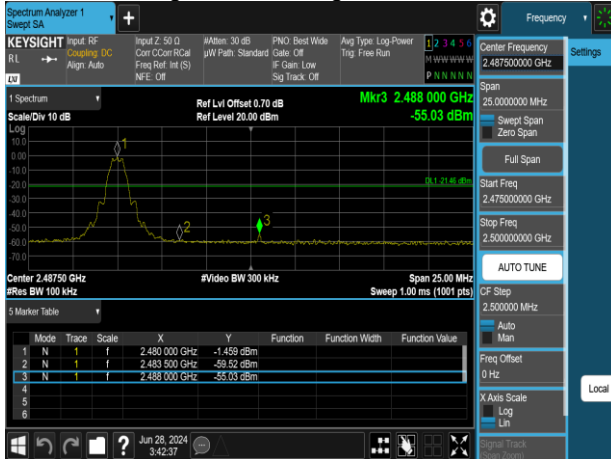 Spectrum Analyzer 1
Swept SA
+
Frequency
KEYSIGHT Input: RF Input Z: 50 Ω #Atten: 30 dB PNO: Best Wide Avg Type: Log-Power 1 2 3 4 5 6
RL Coupling: DC Corr CCorr RCal µW Path: Standard Gate: Off Trig: Free Run M W W W W W
Align: Auto Freq Ref: Int (S) IF Gain: Low
NFE: Off Sig Track: Off P N N N N N
LXI
1 Spectrum
Scale/Div 10 dB
Ref Lvl Offset 0.70 dB
Ref Level 20.00 dBm
Mkr3 2.488 000 GHz
-55.03 dBm
Log
10.0
0.00
-10.0
-20.0
-30.0
-40.0
-50.0
-60.0
-70.0
1
2
3
DL1 -21.46 dBm
Center 2.48750 GHz #Video BW 300 kHz Span 25.00 MHz
#Res BW 100 kHz Sweep 1.00 ms (1001 pts)
5 Marker Table
Mode Trace Scale X Y Function Function Width Function Value
1 N 1 f 2.480 000 GHz -1.459 dBm
2 N 1 f 2.483 500 GHz -59.52 dBm
3 N 1 f 2.488 000 GHz -55.03 dBm
4
5
6
? Jun 28, 2024
3:42:37
Center Frequency
2.487500000 GHz
Span
25.0000000 MHz
Swept Span
Zero Span
Full Span
Start Freq
2.475000000 GHz
Stop Freq
2.500000000 GHz
AUTO TUNE
CF Step
2.500000 MHz
Auto
Man
Freq Offset
0 Hz
X Axis Scale
Log
Lin
Signal Track
(Span Zoom)
Settings
Local